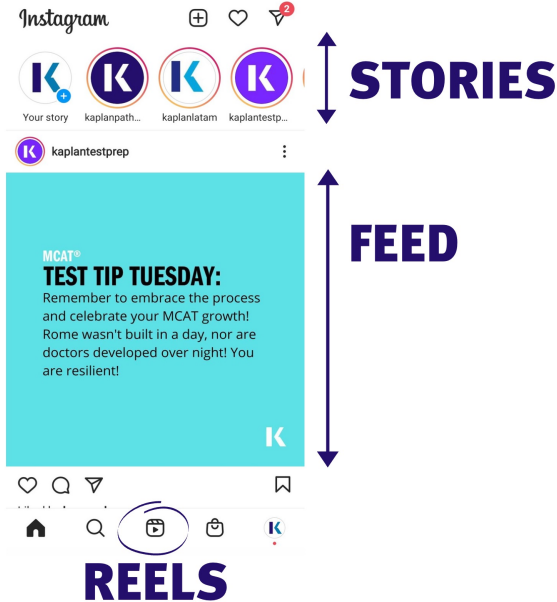 Instagram
2
Your story
kaplanpath...
kaplanlatam
kaplantestp...
STORIES
kaplantestprep
FEED
MCAT®
TEST TIP TUESDAY:
Remember to embrace the process
and celebrate your MCAT growth!
Rome wasn't built in a day, nor are
doctors developed over night! You
are resilient!
K
REELS